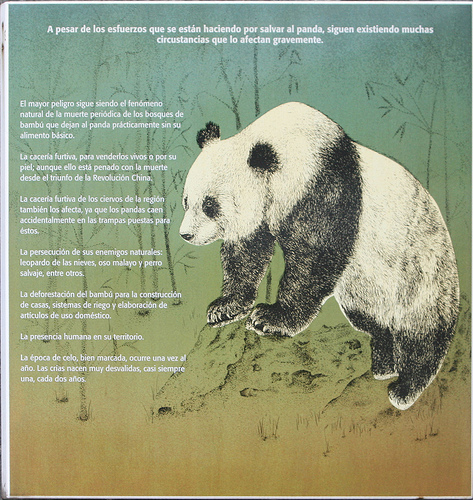 A pesar de los esfuerzos que se están haciendo por salvar al panda, siguen existiendo muchas
circustancias que lo afectan gravemente.
El mayor peligro sigue siendo el fenómeno
natural de la muerte periódica de los bosques de
bambú que dejan al panda prácticamente sin su
alimento básico.
La cacería furtiva, para venderlos vivos o por su
piel; aunque ello está penado con la muerte
desde el triunfo de la Revolución China.
La cacería furtiva de los ciervos de la región
también los afecta, ya que los pandas caen
accidentalmente en las trampas puestas para
éstos.
La persecución de sus enemigos naturales:
leopardo de las nieves, oso malayo y perro
salvaje, entre otros.
La deforestación del bambú para la construcción
de casas, sistemas de riego y elaboración de
artículos de uso doméstico.
La presencia humana en su territorio.
La época de celo, bien marcada, ocurre una vez al
año. Las crías nacen muy desvalidas, casi siempre
una, cada dos años.